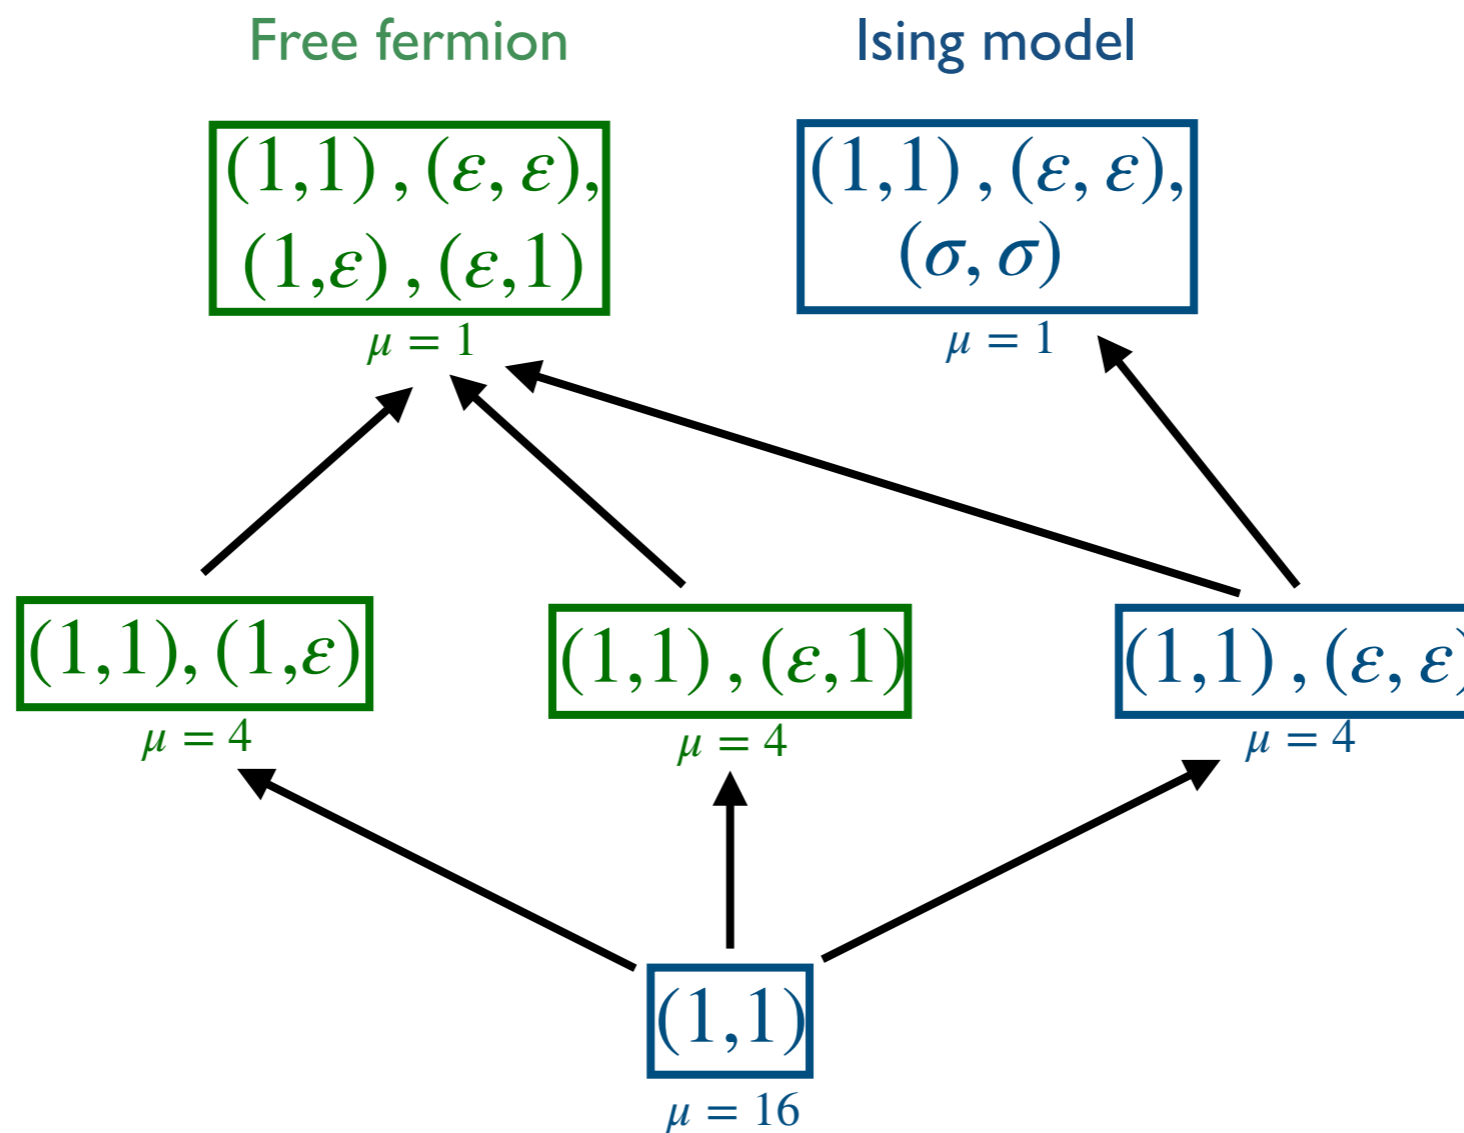 Free fermion
Ising model
(1,1) , (ε, ε),
(1,ε) , (ε,1)
μ = 1
(1,1) , (ε, ε),
(σ, σ)
μ = 1
(1,1), (1,ε)
μ = 4
(1,1) , (ε,1)
μ = 4
(1,1) , (ε, ε)
μ = 4
(1,1)
μ = 16